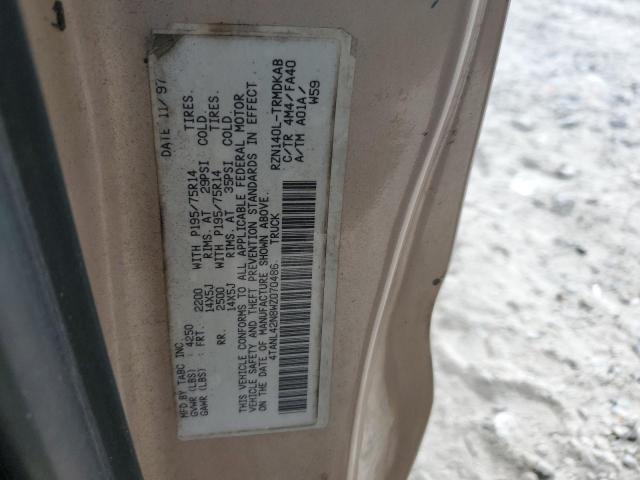 MFD. BY TABC INC. DATE 11/97
GVWR (LBS) : 4250
GAWR (LBS) : FRT. 2200 WITH P195/75R14 TIRES
14X5J RIMS. AT 29PSI COLD.
RR 2500 WITH P195/75R14 TIRES
14X5J RIMS. AT 35PSI COLD.
THIS VEHICLE CONFORMS TO ALL APPLICABLE FEDERAL MOTOR
VEHICLE SAFETY AND THEFT PREVENTION STANDARDS IN EFFECT
ON THE DATE OF MANUFACTURE SHOWN ABOVE.
4TANL42N8WZ070486 TRUCK
RZN140L-TRMDKAB
C/TR 4M4/FA40
A/TM A01A/
W59